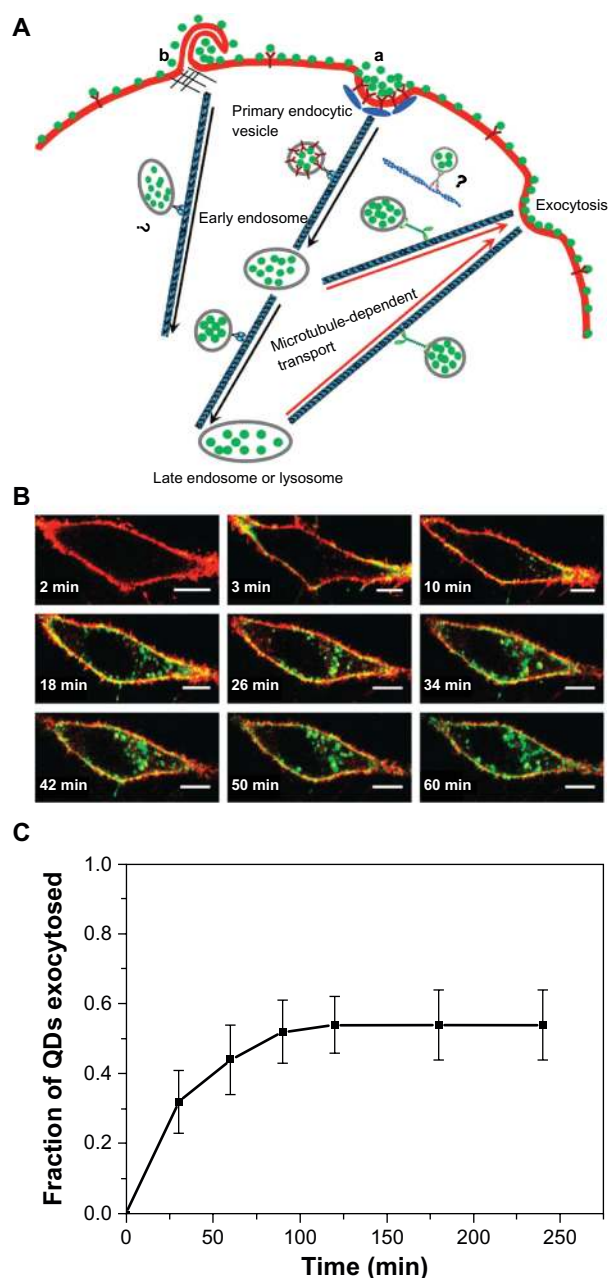 A
b
a
Primary endocytic
vesicle
?
Exocytosis
?
Early endosome
Microtubule-dependent
transport
Late endosome or lysosome
B
2 min
3 min
10 min
18 min
26 min
34 min
42 min
50 min
60 min
C
1.0
0.8
0.6
0.4
0.2
0.0
Fraction of QDs exocytosed
0
50
100
150
200
250
Time (min)